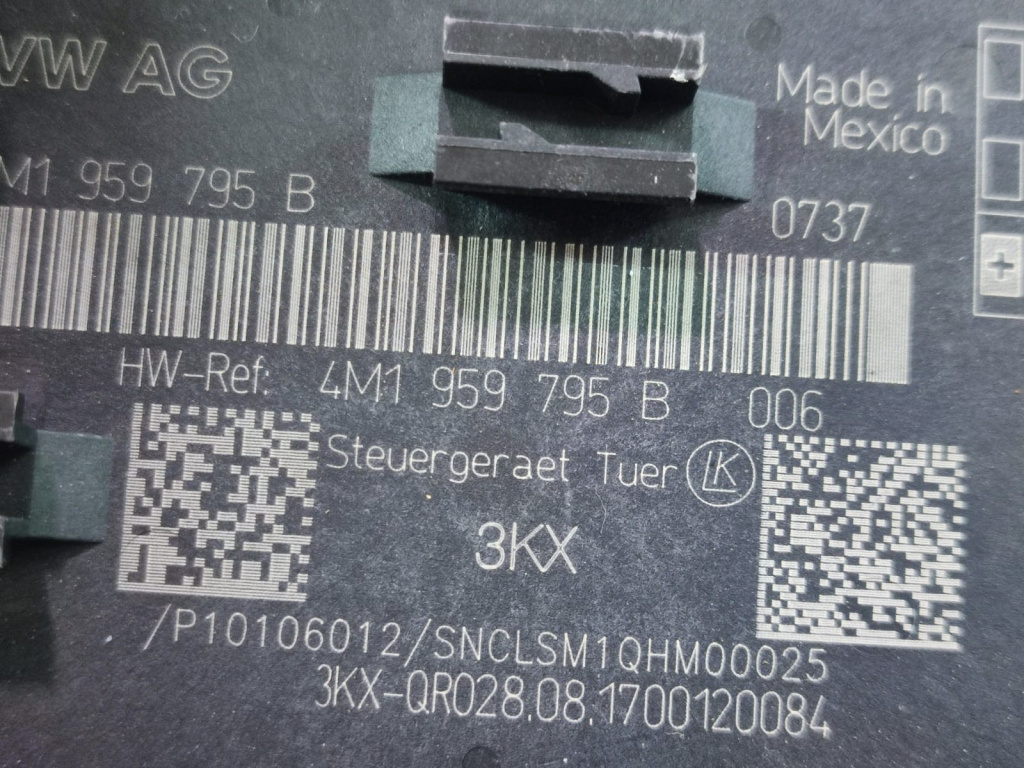 VW AG
Made in
Mexico
4M1 959 795 B
0737
HW-Ref: 4M1 959 795 B 006
Steuergeraet Tuer LK
3KX
/P10106012/SNCLSM1QHM00025
3KX-QR028.08.1700120084